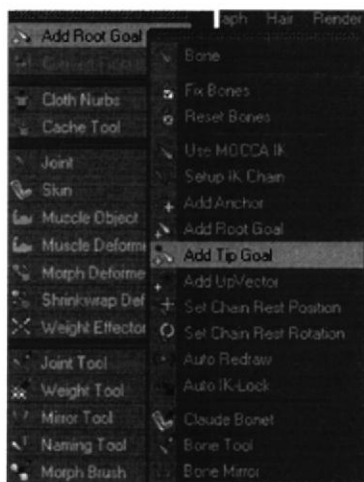 aph Hair Render
Add Root Goal
Cloth Nurbs
Cache Tool
Joint
Skin
Muscle Object
Muscle Deforme
Morph Deforme
Shrinkwrap Def
Weight Effector
Joint Tool
Weight Tool
Mirror Tool
Naming Tool
Morph Brush
Bone
Fix Bones
Reset Bones
Use MOCCA IK
Setup IK Chain
Add Anchor
Add Root Goal
Add Tip Goal
Add UpVector
Set Chain Rest Position
Set Chain Rest Rotation
Auto Redraw
Auto IK-Lock
Claude Bonet
Bone Tool
Bone Mirror